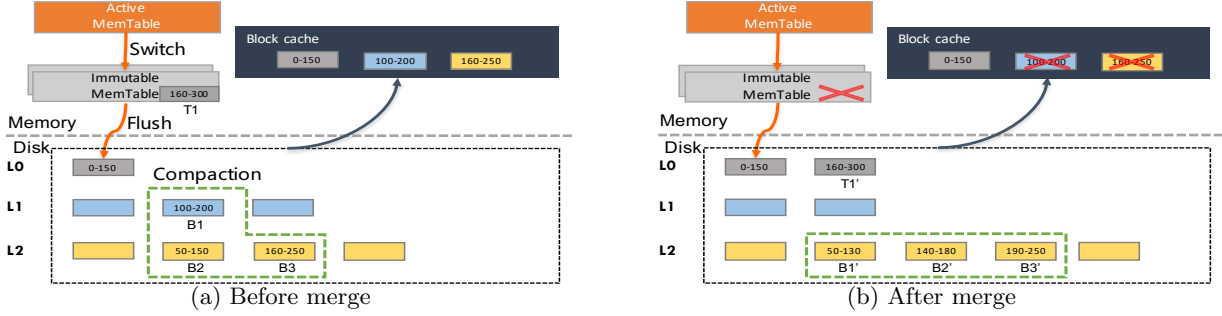 Active
MemTable
Switch
Block cache
0-150
100-200
160-250
Immutable
MemTable
160-300
T1
Flush
Memory
Disk
L0
0-150
Compaction
L1
100-200
B1
L2
50-150
160-250
B2
B3
(a) Before merge
Active
MemTable
Block cache
0-150
100-200
160-250
Immutable
MemTable
Memory
Disk
L0
0-150
160-300
T1'
L1
L2
50-130
140-180
190-250
B1'
B2'
B3'
(b) After merge